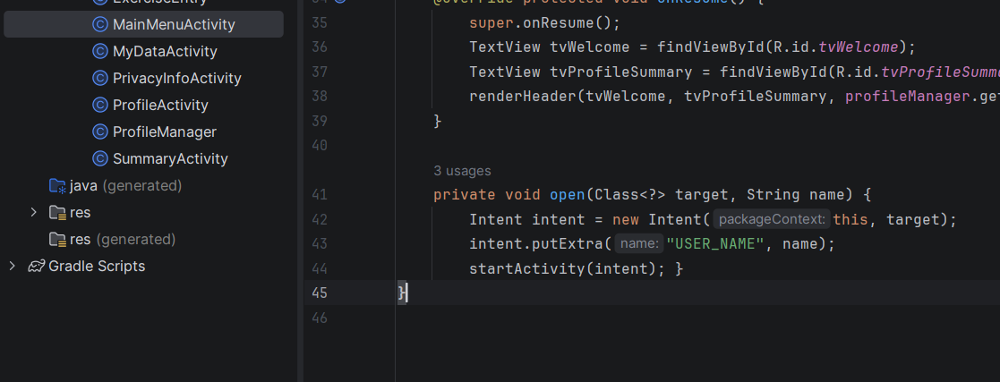 ExerciseEntry
MainMenuActivity
MyDataActivity
PrivacyInfoActivity
ProfileActivity
ProfileManager
SummaryActivity
java (generated)
res
res (generated)
Gradle Scripts
34 @Override protected void onResume() {
35 super.onResume();
36 TextView tvWelcome = findViewById(R.id.tvWelcome);
37 TextView tvProfileSummary = findViewById(R.id.tvProfileSumm
38 renderHeader(tvWelcome, tvProfileSummary, profileManager.get
39 }
40
3 usages
41 private void open(Class<?> target, String name) {
42 Intent intent = new Intent( packageContext: this, target);
43 intent.putExtra( name: "USER_NAME", name);
44 startActivity(intent); }
45 }
46